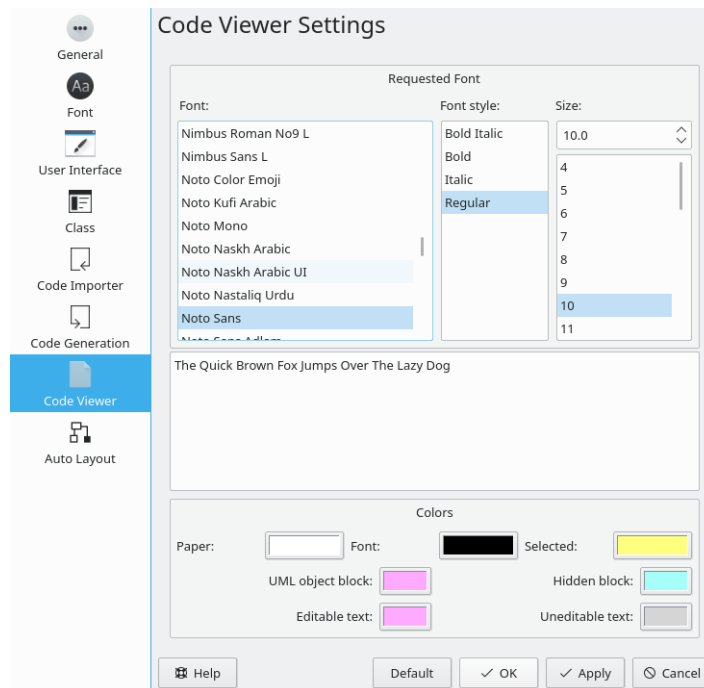 General
Font
User Interface
Class
Code Importer
Code Generation
Code Viewer
Auto Layout
Code Viewer Settings
Requested Font
Font: Font style: Size:
Nimbus Roman No9 L
Nimbus Sans L
Noto Color Emoji
Noto Kufi Arabic
Noto Mono
Noto Naskh Arabic
Noto Naskh Arabic UI
Noto Nastaliq Urdu
Noto Sans
Noto Sans Adlam
Bold Italic
Bold
Italic
Regular
10.0
4
5
6
7
8
9
10
11
The Quick Brown Fox Jumps Over The Lazy Dog
Colors
Paper: Font: Selected:
UML object block: Hidden block:
Editable text: Uneditable text:
Help Default OK Apply Cancel